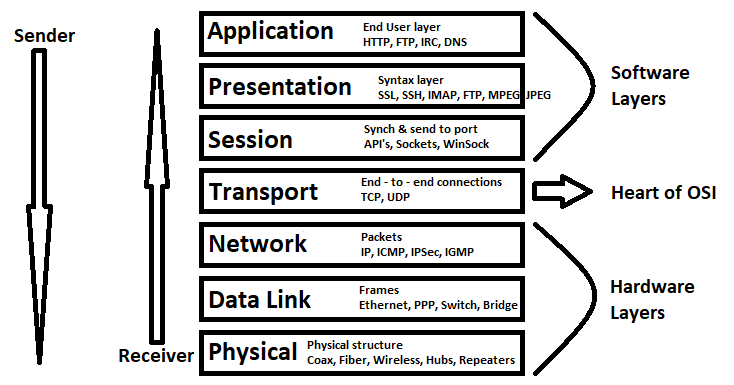 Sender
Application
End User layer
HTTP, FTP, IRC, DNS
Presentation
Syntax layer
SSL, SSH, IMAP, FTP, MPEG, JPEG
Session
Synch & send to port
API's, Sockets, WinSock
Software
Layers
Transport
End - to - end connections
TCP, UDP
Heart of OSI
Network
Packets
IP, ICMP, IPSec, IGMP
Data Link
Frames
Ethernet, PPP, Switch, Bridge
Physical
Physical structure
Coax, Fiber, Wireless, Hubs, Repeaters
Hardware
Layers
Receiver